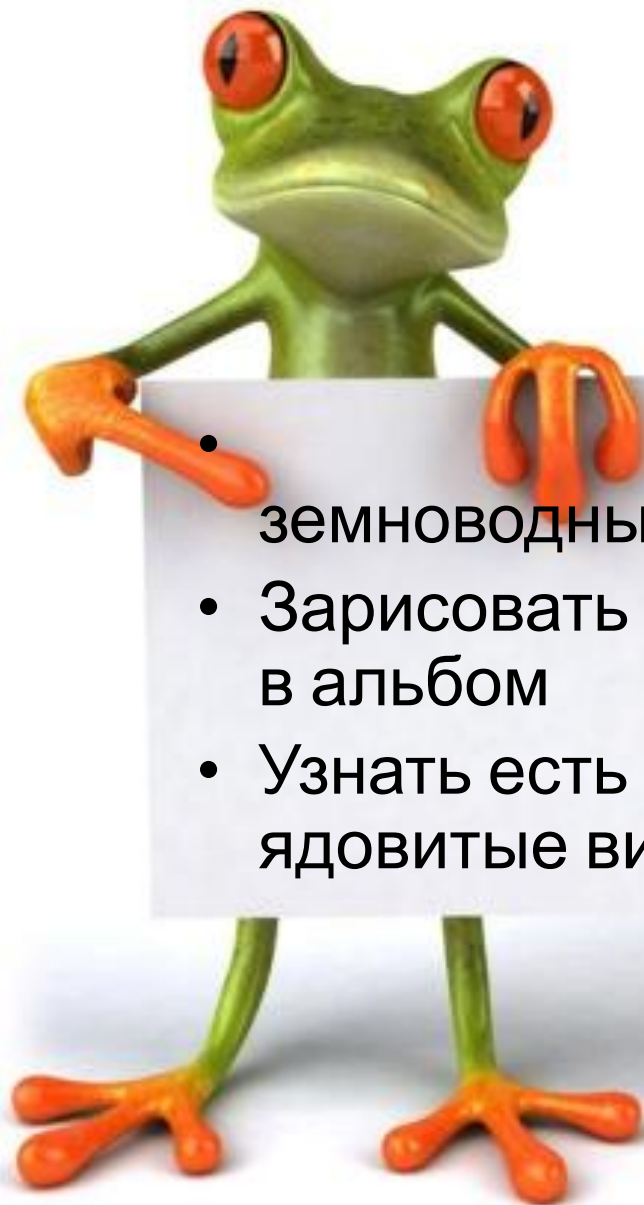 •
земноводны
• Зарисовать
в альбом
• Узнать есть
ядовитые ви